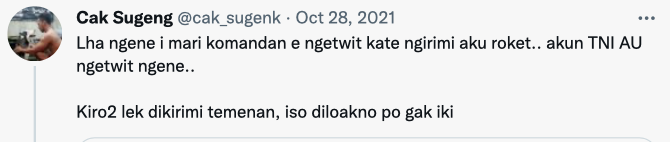 Cak Sugeng @cak_sugenk · Oct 28, 2021
Lha ngene i mari komandan e ngetwit kate ngirimi aku roket.. akun TNI AU
ngetwit ngene..
Kiro2 lek dikirimi temenan, iso diloakno po gak iki